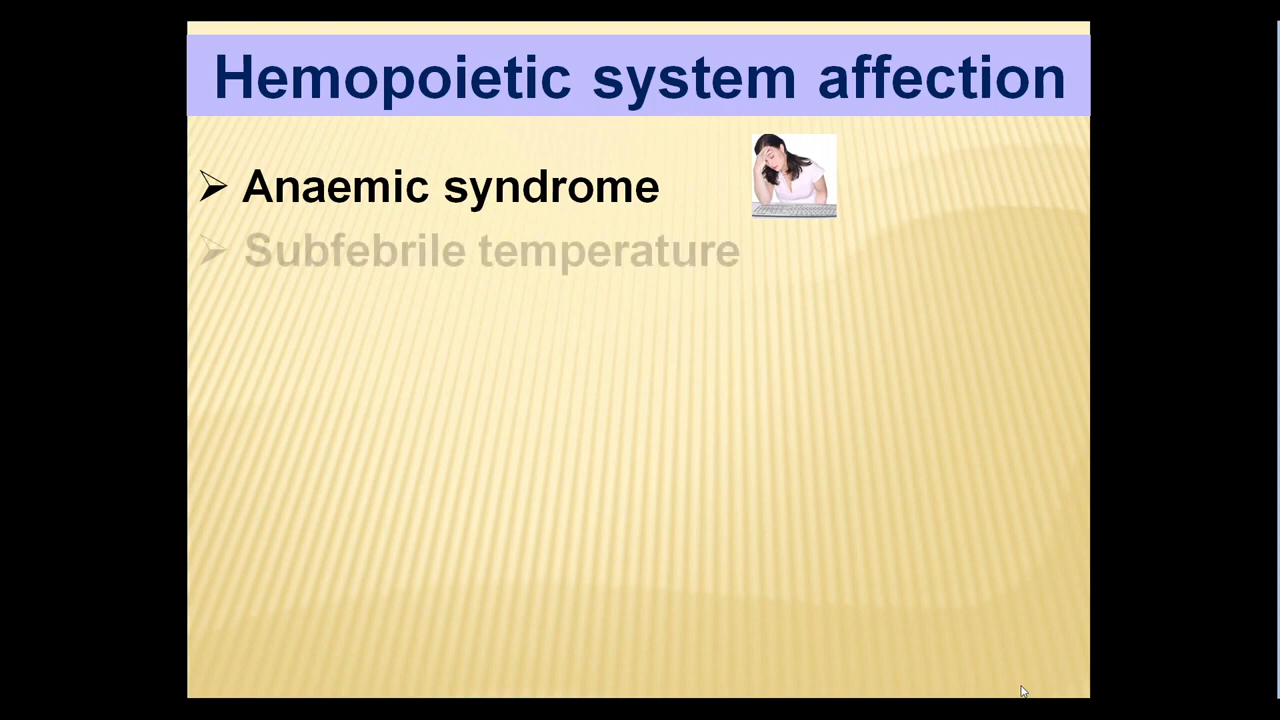 Hemopoietic system affection
➢ Anaemic syndrome
➢ Subfebrile temperature